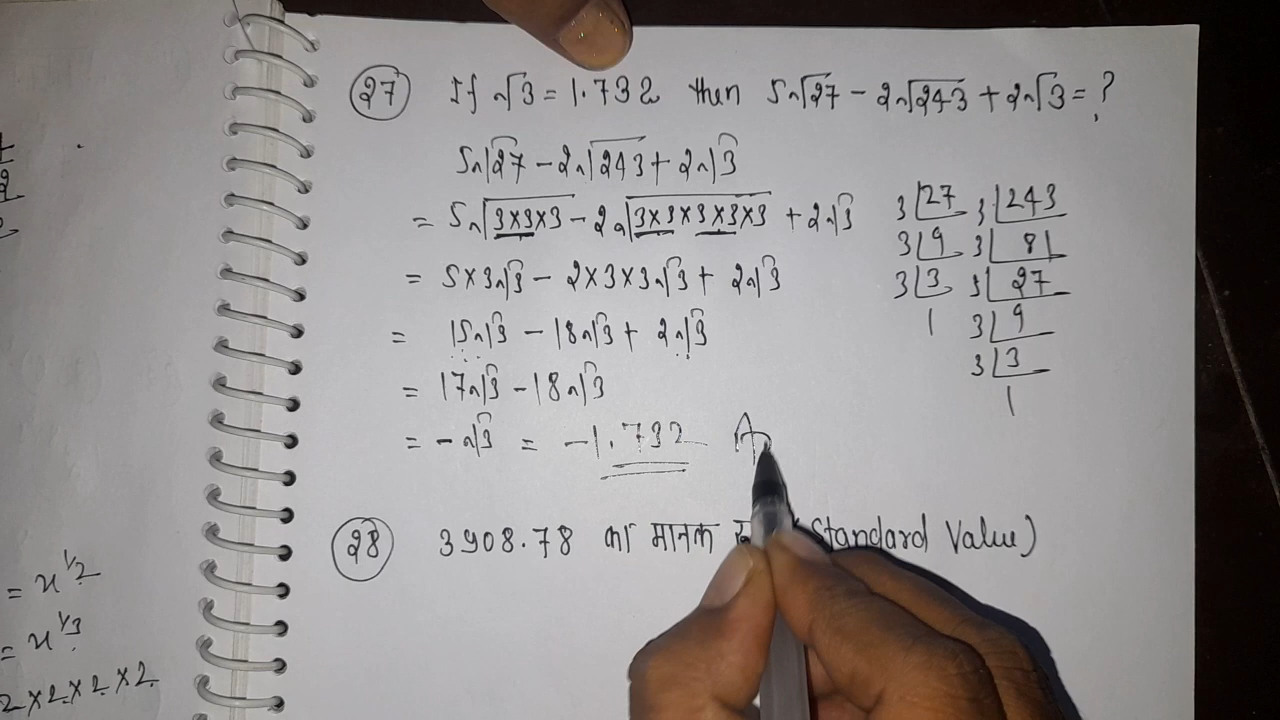 (27) If √3 = 1.732 then 5√27 - 2√243 + 2√3 = ?
5√27 - 2√243 + 2√3
= 5√3×3×3 - 2√3×3×3×3×3 + 2√3
= 5×3√3 - 2×3×3√3 + 2√3
= 15√3 - 18√3 + 2√3
= 17√3 - 18√3
= -√3 = -1.732 A
3 27
3 9
3 3
1
3 243
3 81
3 27
3 9
3 3
1
(28) 3908.78 का मानक (Standard Value)
= x^1/2
= x^1/3
2×2×2×2